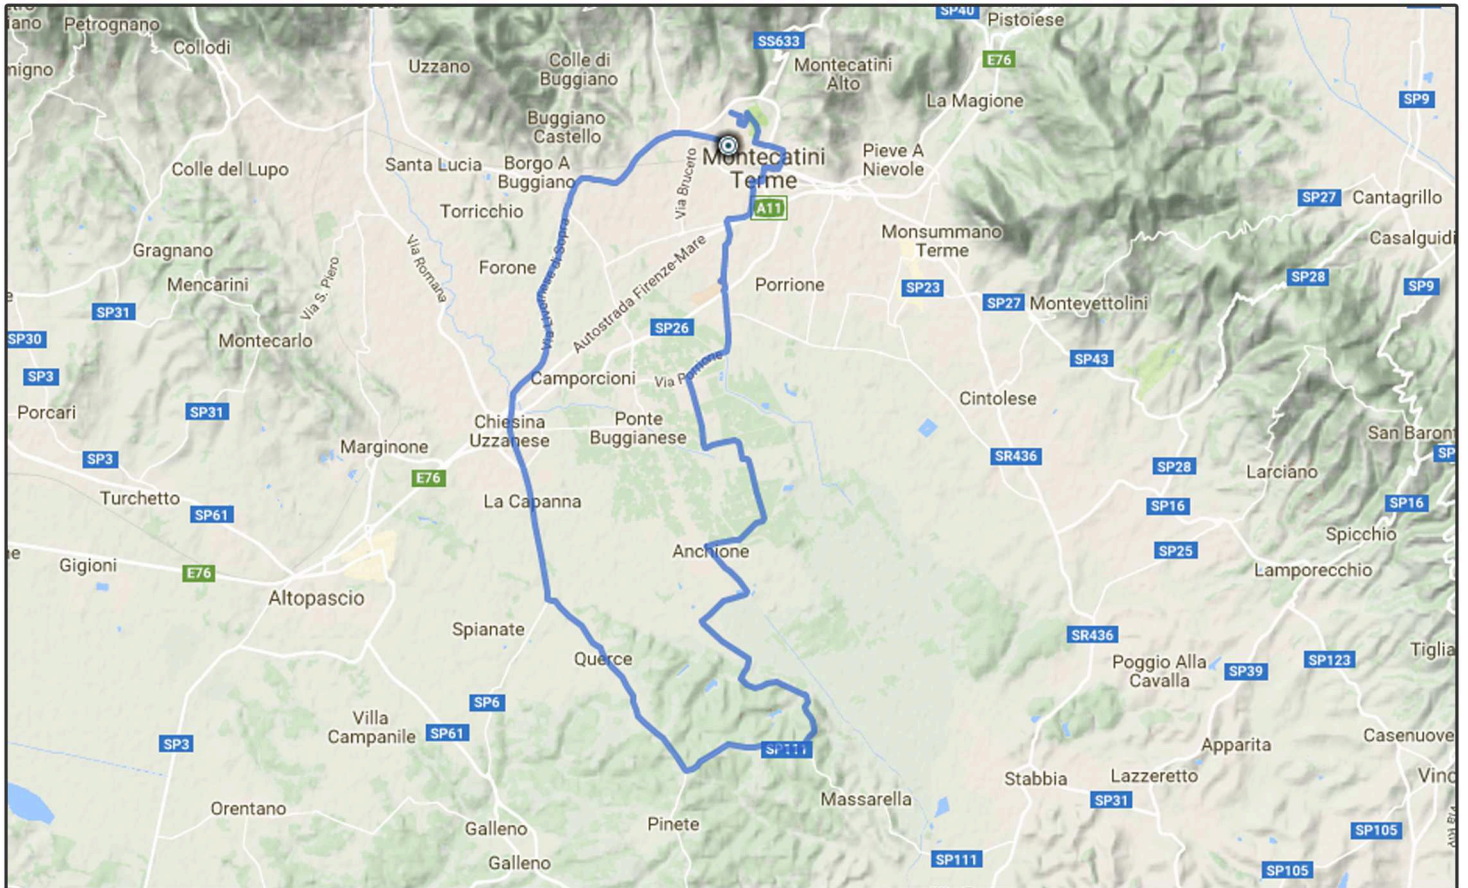 SP40
Pistoiese
iano
Petrognano
Collodi
SS633
Colle di
Buggiano
Uzzano
Montecatini
Alto
E76
migno
La Magione
SP9
Buggiano
Castello
Colle del Lupo
Santa Lucia
Borgo A
Buggiano
Via Bruceto
Montecatini
Terme
Pieve A
Nievole
SP27
Cantagrillo
Torricchio
A11
Monsummano
Terme
Casalguidi
Gragnano
Mencarini
Via S. Piero
Via Romana
Forone
Autostrada Firenze-Mare
Porrione
SP23
SP27
Montevettolini
SP28
SP9
SP31
SP30
Montecarlo
SP26
SP43
SP3
Camporcioni
Via Porrione
Cintolese
Porcari
SP31
Chiesina
Uzzanese
Ponte
Buggianese
San Baront
Marginone
SP3
E76
SR436
SP28
Larciano
SP
Turchetto
SP61
La Capanna
SP16
SP16
Spicchio
Anchione
SP25
Gigioni
E76
Lamporecchio
Altopascio
Spianate
SR436
Querce
Poggio Alla
Cavalla
SP39
SP123
Tiglia
SP6
Villa
Campanile
SP61
SP3
SP111
Apparita
Casenuove
Stabbia
Lazzeretto
Vinc
Massarella
SP31
Orentano
Galleno
Pinete
SP105
Galleno
SP111
SP105